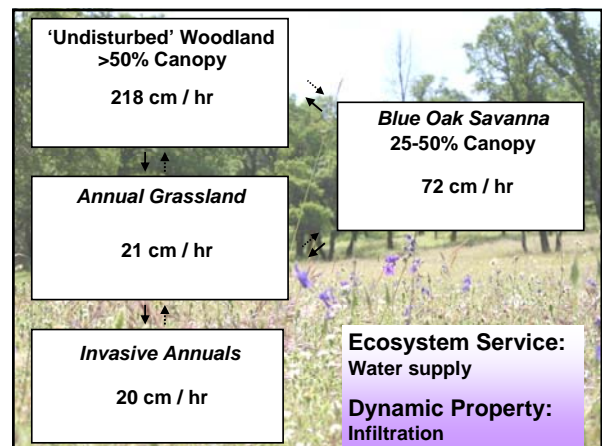 ‘Undisturbed’ Woodland
>50% Canopy
218 cm / hr
Blue Oak Savanna
25-50% Canopy
72 cm / hr
Annual Grassland
21 cm / hr
Invasive Annuals
20 cm / hr
Ecosystem Service:
Water supply
Dynamic Property:
Infiltration